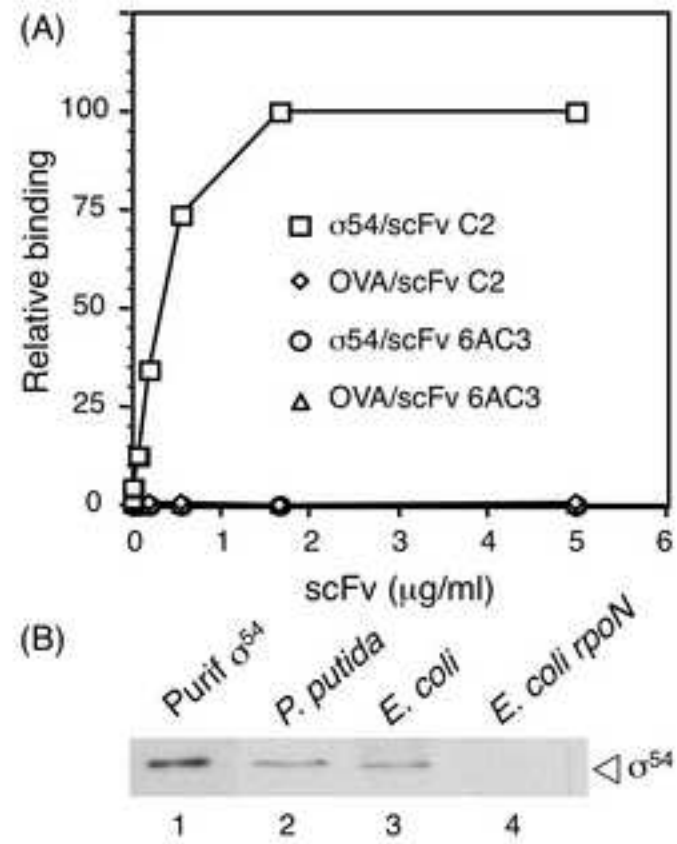 (A)
100
75
50
25
0
Relative binding
σ54/scFv C2
OVA/scFv C2
σ54/scFv 6AC3
OVA/scFv 6AC3
0 1 2 3 4 5 6
scFv (μg/ml)
(B)
Purif σ54
P. putida
E. coli
E. coli rpoN
σ54
1 2 3 4